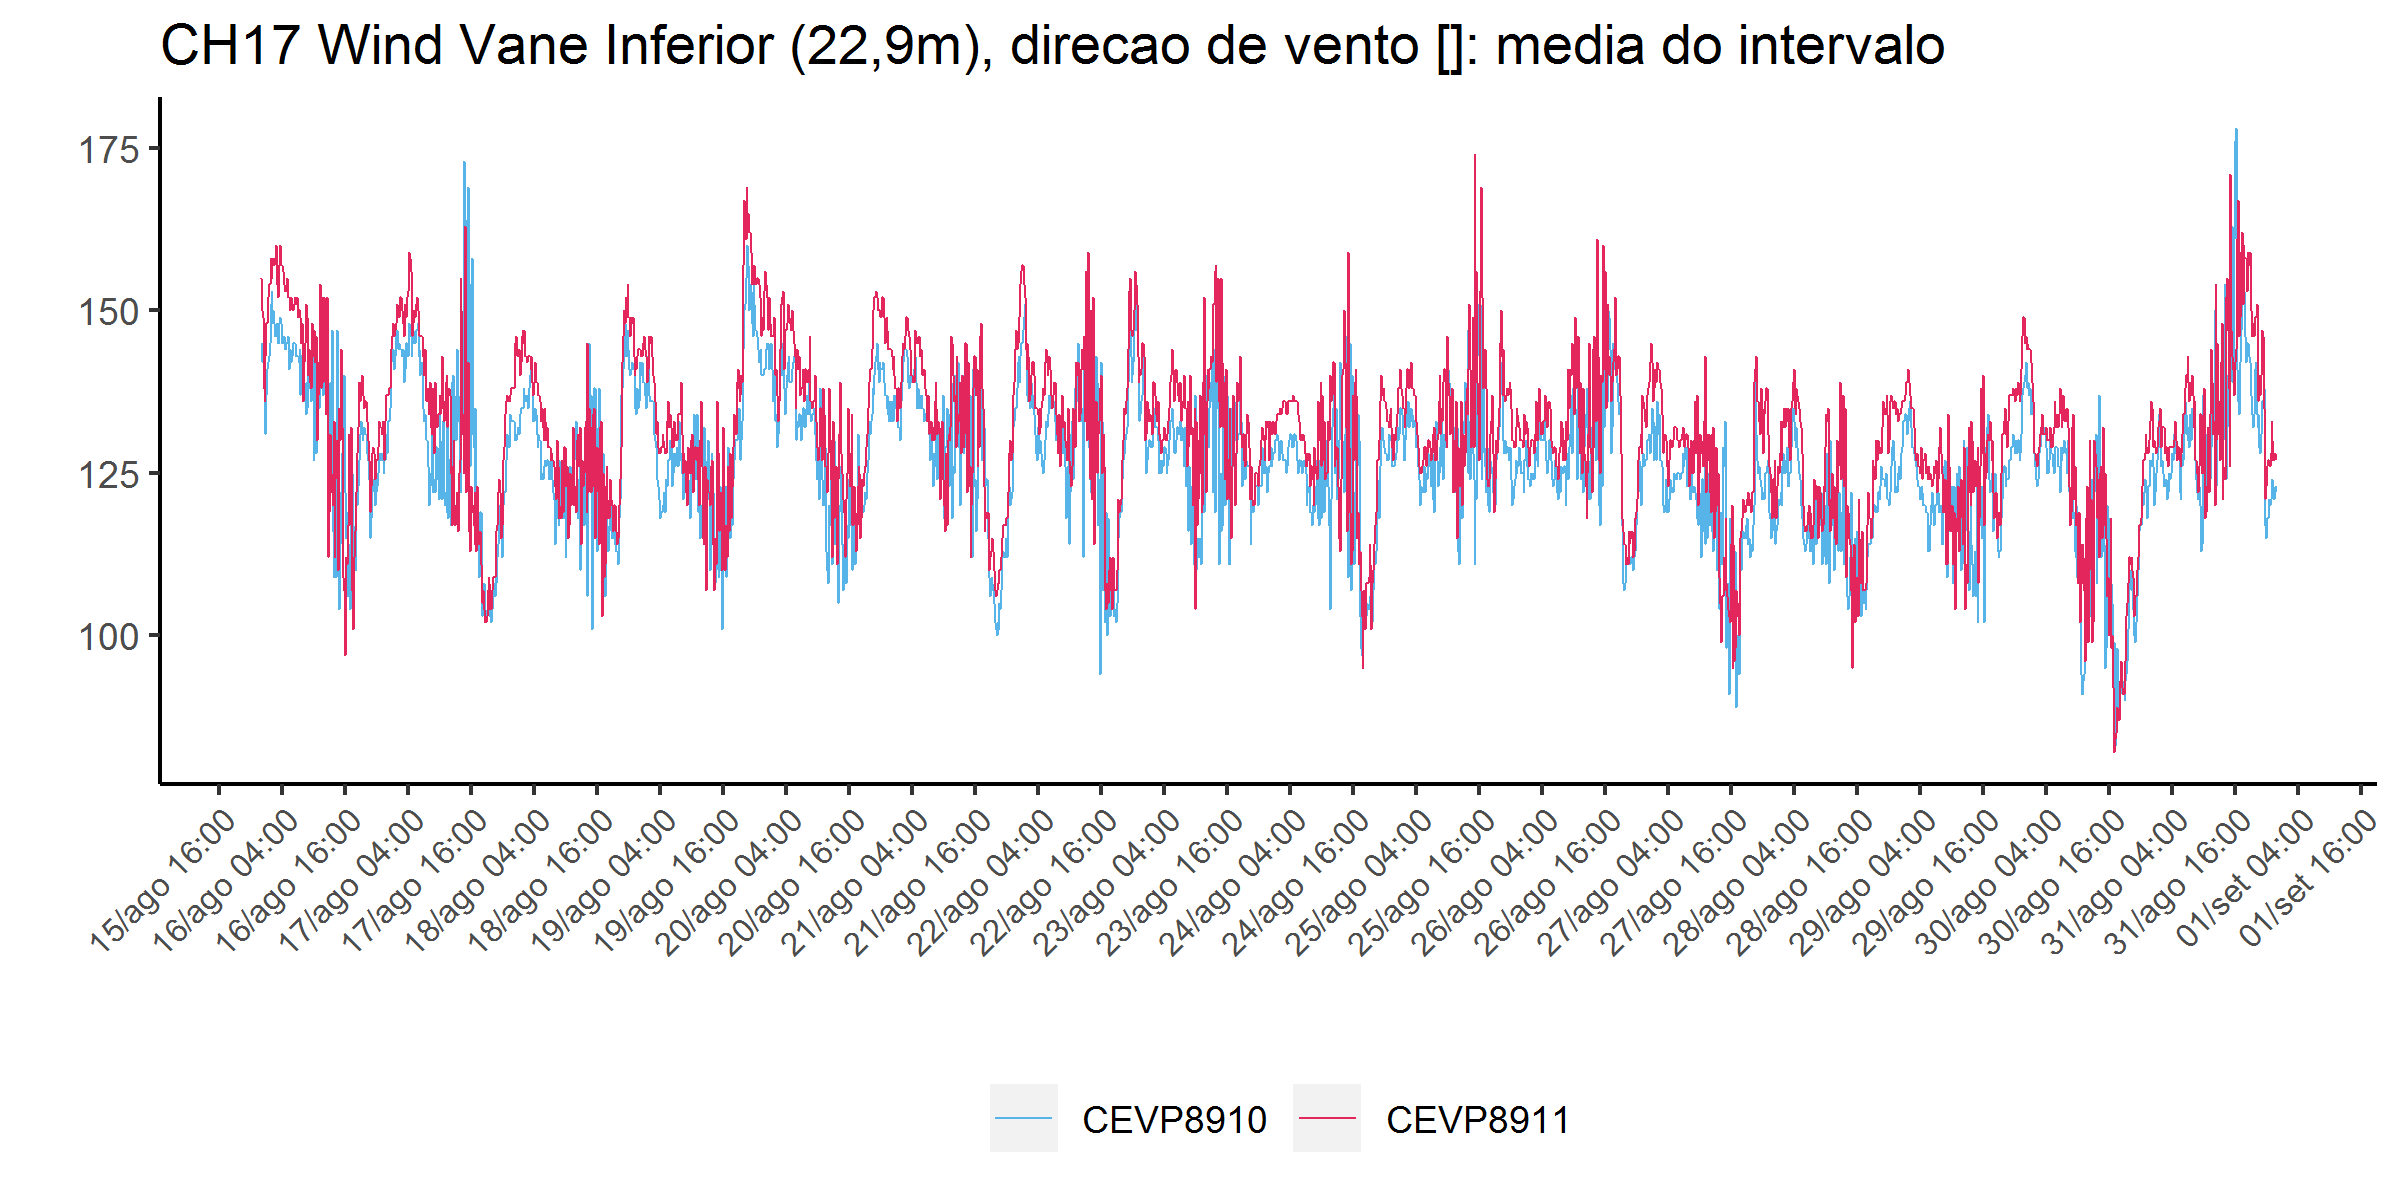 CH17 Wind Vane Inferior (22,9m), direcao de vento []: media do intervalo
175
150
125
100
15/ago 16:00
16/ago 04:00
16/ago 16:00
17/ago 04:00
17/ago 16:00
18/ago 04:00
18/ago 16:00
19/ago 04:00
19/ago 16:00
20/ago 04:00
20/ago 16:00
21/ago 04:00
21/ago 16:00
22/ago 04:00
22/ago 16:00
23/ago 04:00
23/ago 16:00
24/ago 04:00
24/ago 16:00
25/ago 04:00
25/ago 16:00
26/ago 04:00
26/ago 16:00
27/ago 04:00
27/ago 16:00
28/ago 04:00
28/ago 16:00
29/ago 04:00
29/ago 16:00
30/ago 04:00
30/ago 16:00
31/ago 04:00
31/ago 16:00
01/set 04:00
01/set 16:00
CEVP8910
CEVP8911